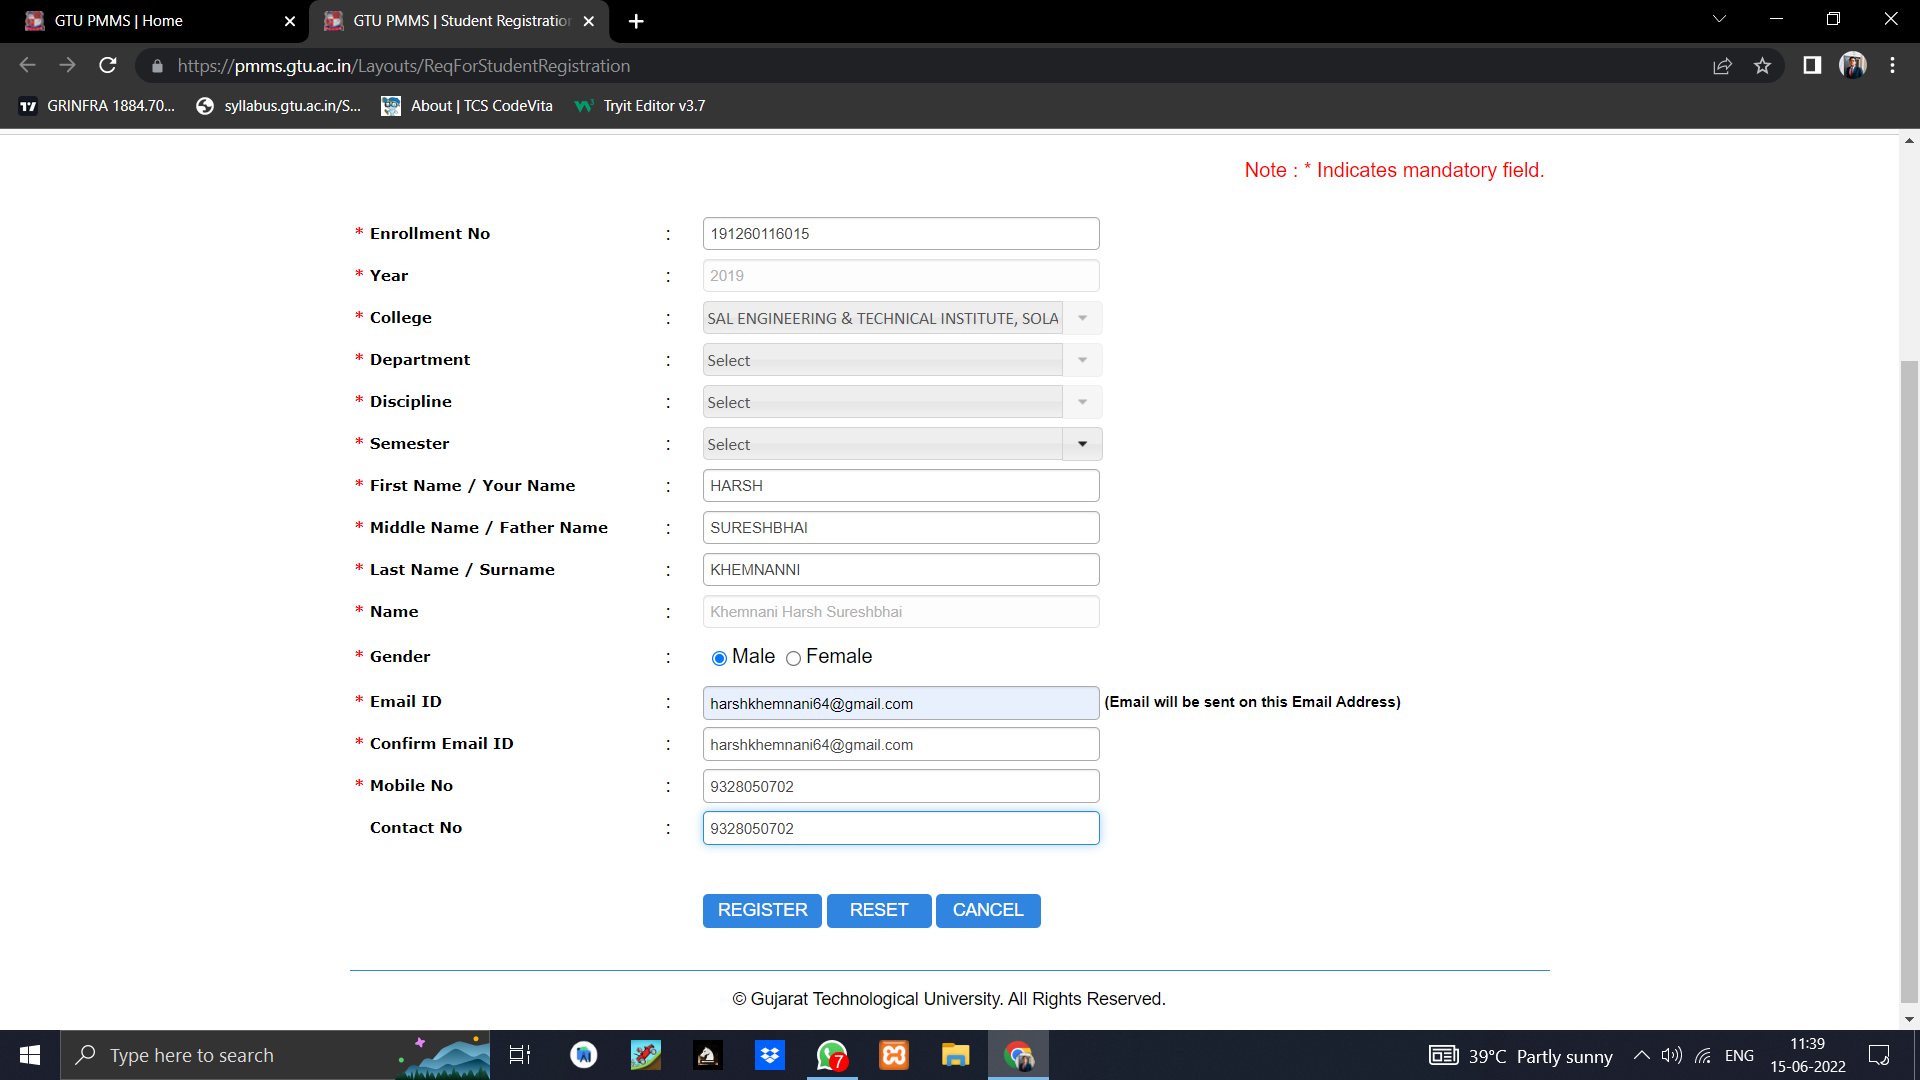 GTU PMMS | Home
GTU PMMS | Student Registration
https://pmms.gtu.ac.in/Layouts/ReqForStudentRegistration
GRINFRA 1884.70...
syllabus.gtu.ac.in/S...
About | TCS CodeVita
Tryit Editor v3.7
Note : * Indicates mandatory field.
* Enrollment No : 191260116015
* Year : 2019
* College : SAL ENGINEERING & TECHNICAL INSTITUTE, SOLA
* Department : Select
* Discipline : Select
* Semester : Select
* First Name / Your Name : HARSH
* Middle Name / Father Name : SURESHBHAI
* Last Name / Surname : KHEMNANNI
* Name : Khemnani Harsh Sureshbhai
* Gender : Male Female
* Email ID : harshkhemnani64@gmail.com (Email will be sent on this Email Address)
* Confirm Email ID : harshkhemnani64@gmail.com
* Mobile No : 9328050702
Contact No : 9328050702
REGISTER RESET CANCEL
© Gujarat Technological University. All Rights Reserved.
Type here to search
7
39°C Partly sunny
ENG
11:39
15-06-2022